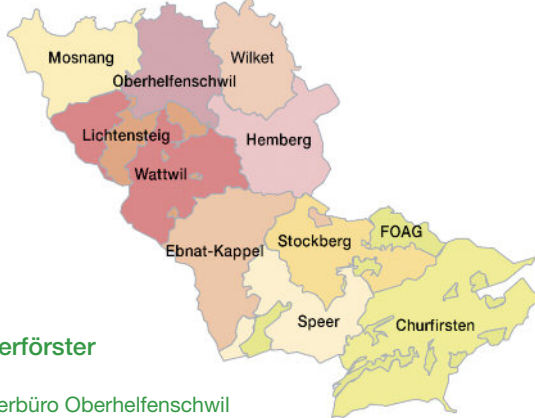 Mosnang
Wilket
Oberhelfenschwil
Lichtensteig
Hemberg
Wattwil
FOAG
Stockberg
Ebnat-Kappel
Speer
Churfirsten
erförster
erbüro Oberhelfenschwil